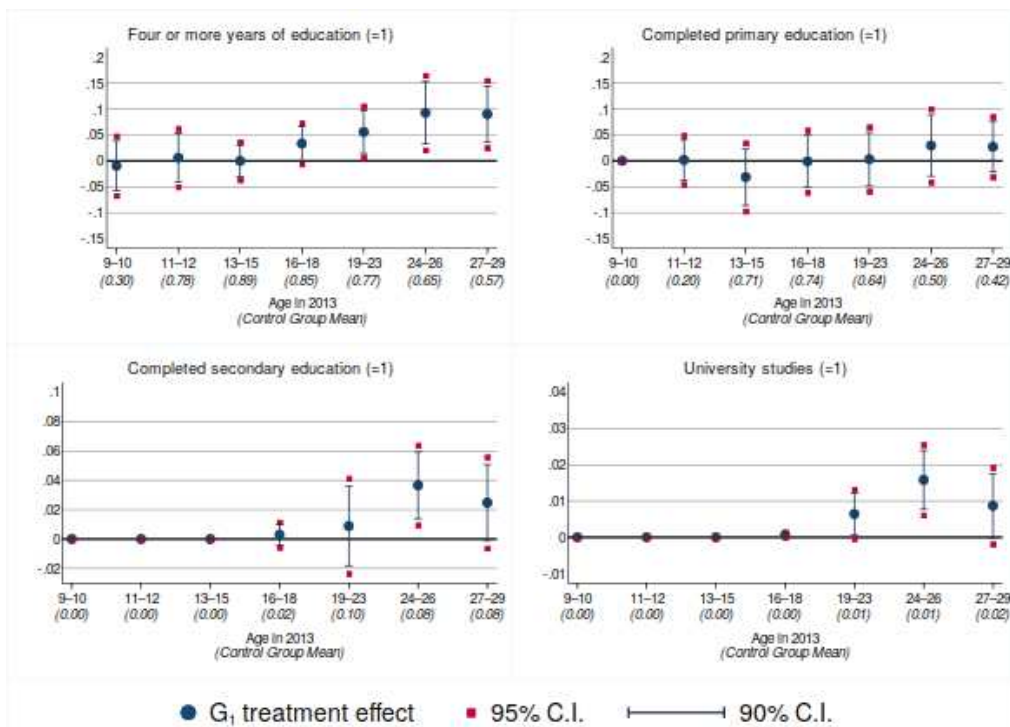 Four or more years of education (=1)
.2
.15
.1
.05
0
-.05
-.1
-.15
9–10 11–12 13–15 16–18 19–23 24–26 27–29
(0.30) (0.78) (0.89) (0.85) (0.77) (0.65) (0.57)
Age in 2013
(Control Group Mean)
Completed primary education (=1)
.2
.15
.1
.05
0
-.05
-.1
-.15
9–10 11–12 13–15 16–18 19–23 24–26 27–29
(0.00) (0.20) (0.71) (0.74) (0.64) (0.50) (0.42)
Age in 2013
(Control Group Mean)
Completed secondary education (=1)
.1
.08
.06
.04
.02
0
-.02
9–10 11–12 13–15 16–18 19–23 24–26 27–29
(0.00) (0.00) (0.00) (0.02) (0.10) (0.08) (0.08)
Age in 2013
(Control Group Mean)
University studies (=1)
.04
.03
.02
.01
0
-.01
9–10 11–12 13–15 16–18 19–23 24–26 27–29
(0.00) (0.00) (0.00) (0.00) (0.01) (0.01) (0.02)
Age in 2013
(Control Group Mean)
G₁ treatment effect 95% C.I. 90% C.I.